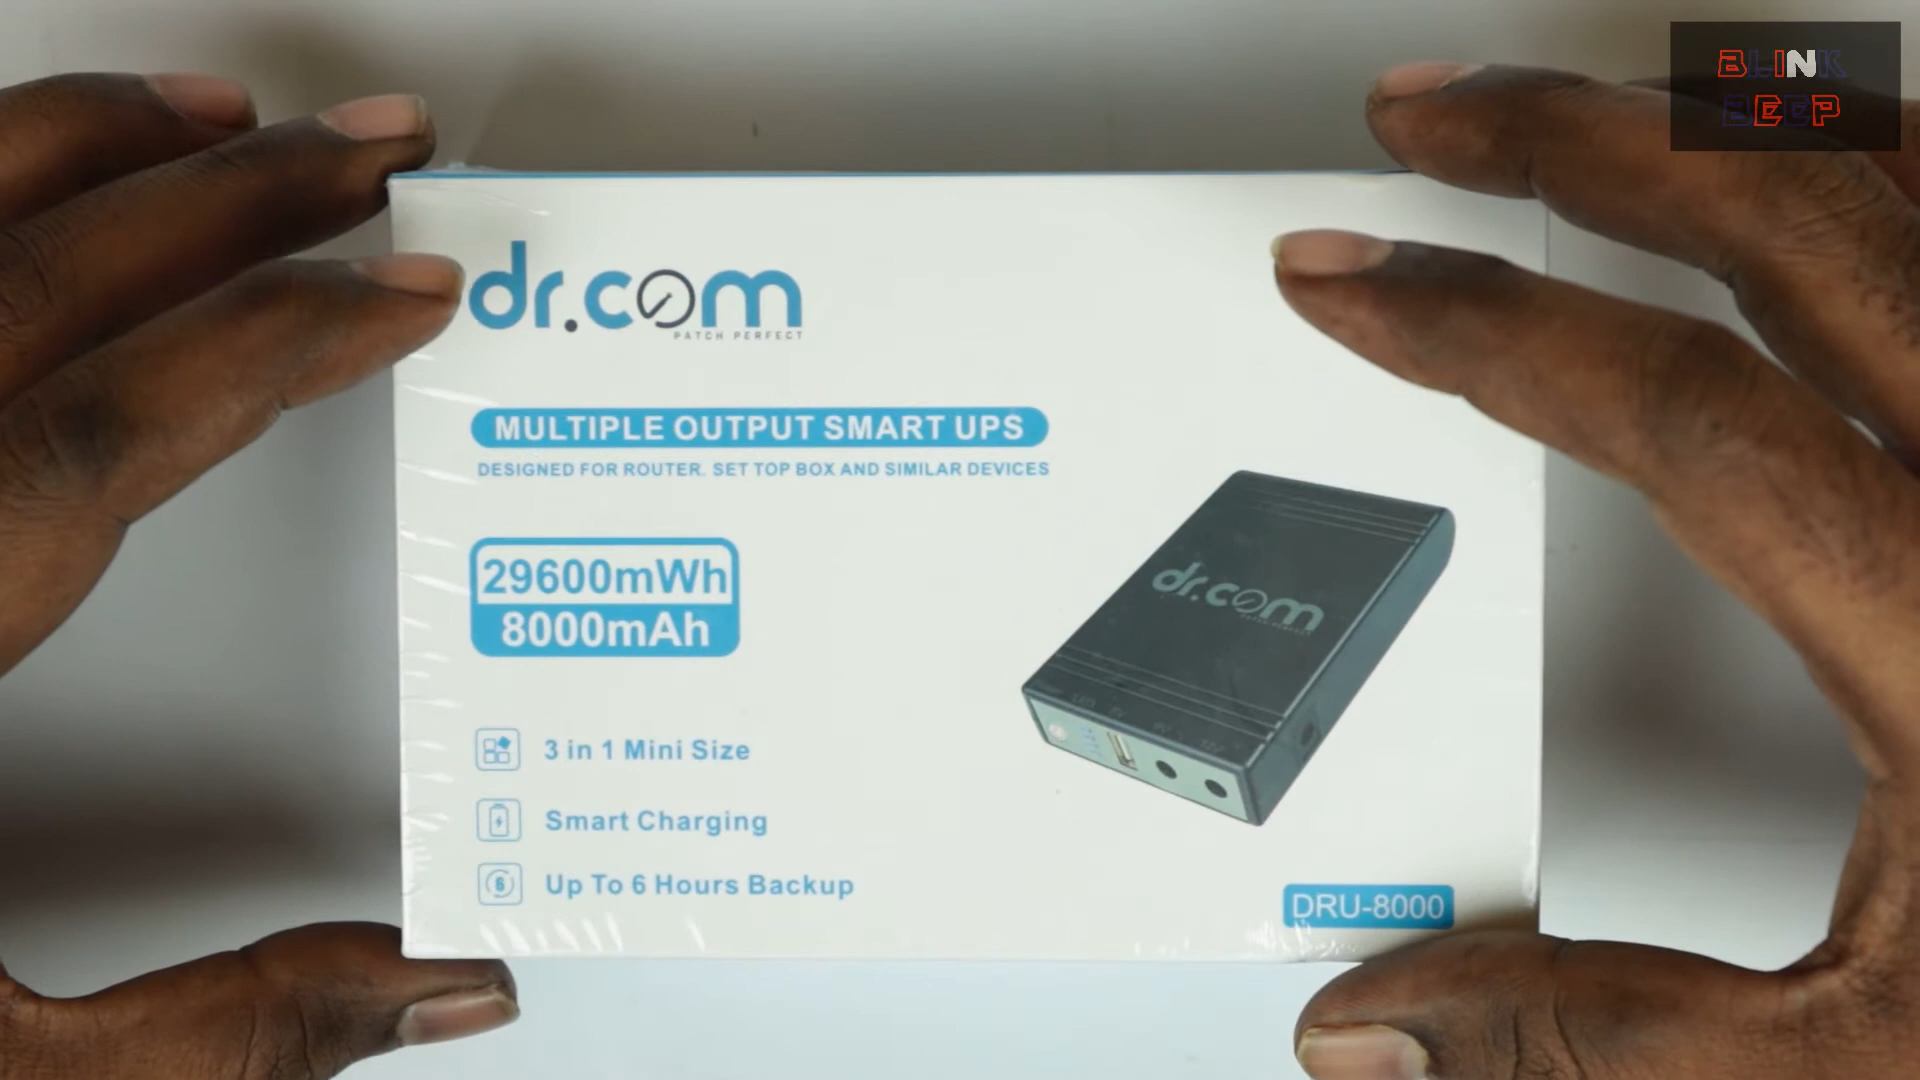 BLINK
BEEP
dr.com
PATCH PERFECT
MULTIPLE OUTPUT SMART UPS
DESIGNED FOR ROUTER. SET TOP BOX AND SIMILAR DEVICES
29600mWh
8000mAh
dr.com
3 in 1 Mini Size
Smart Charging
Up To 6 Hours Backup
6
DRU-8000